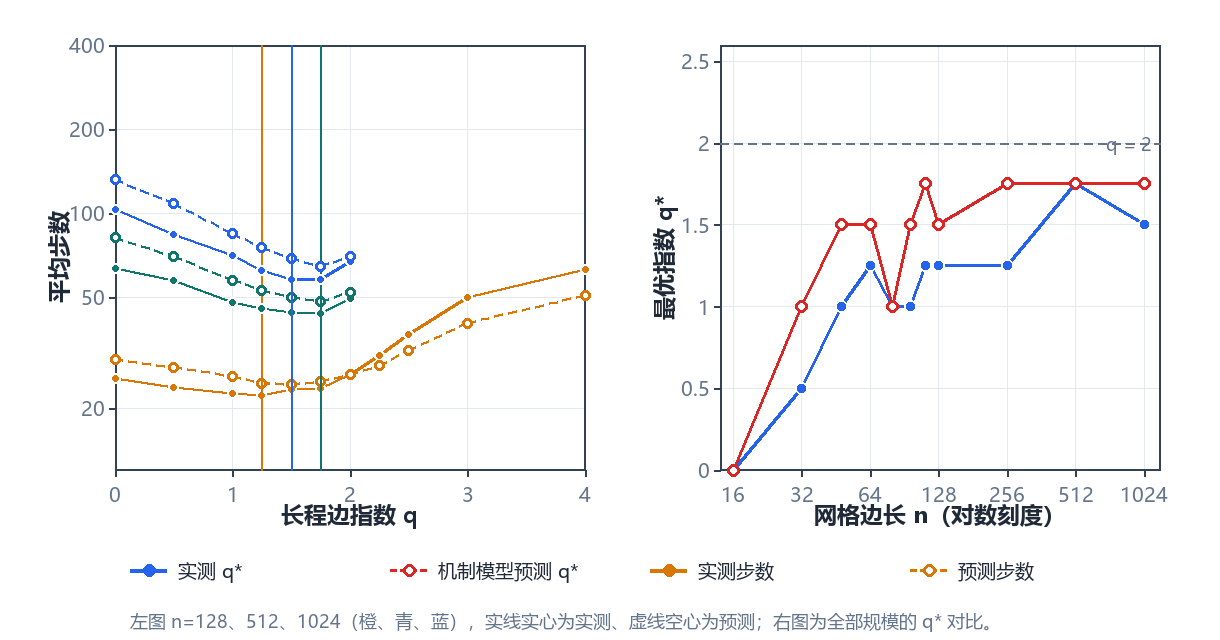 400
200
100
50
20
平均步数
0 1 2 3 4
长程边指数 q
2.5
2
1.5
1
0.5
0
q = 2
最优指数 q*
16 32 64 128 256 512 1024
网格边长 n（对数刻度）
实测 q* 机制模型预测 q* 实测步数 预测步数
左图 n=128、512、1024（橙、青、蓝），实线实心为实测、虚线空心为预测；右图为全部规模的 q* 对比。